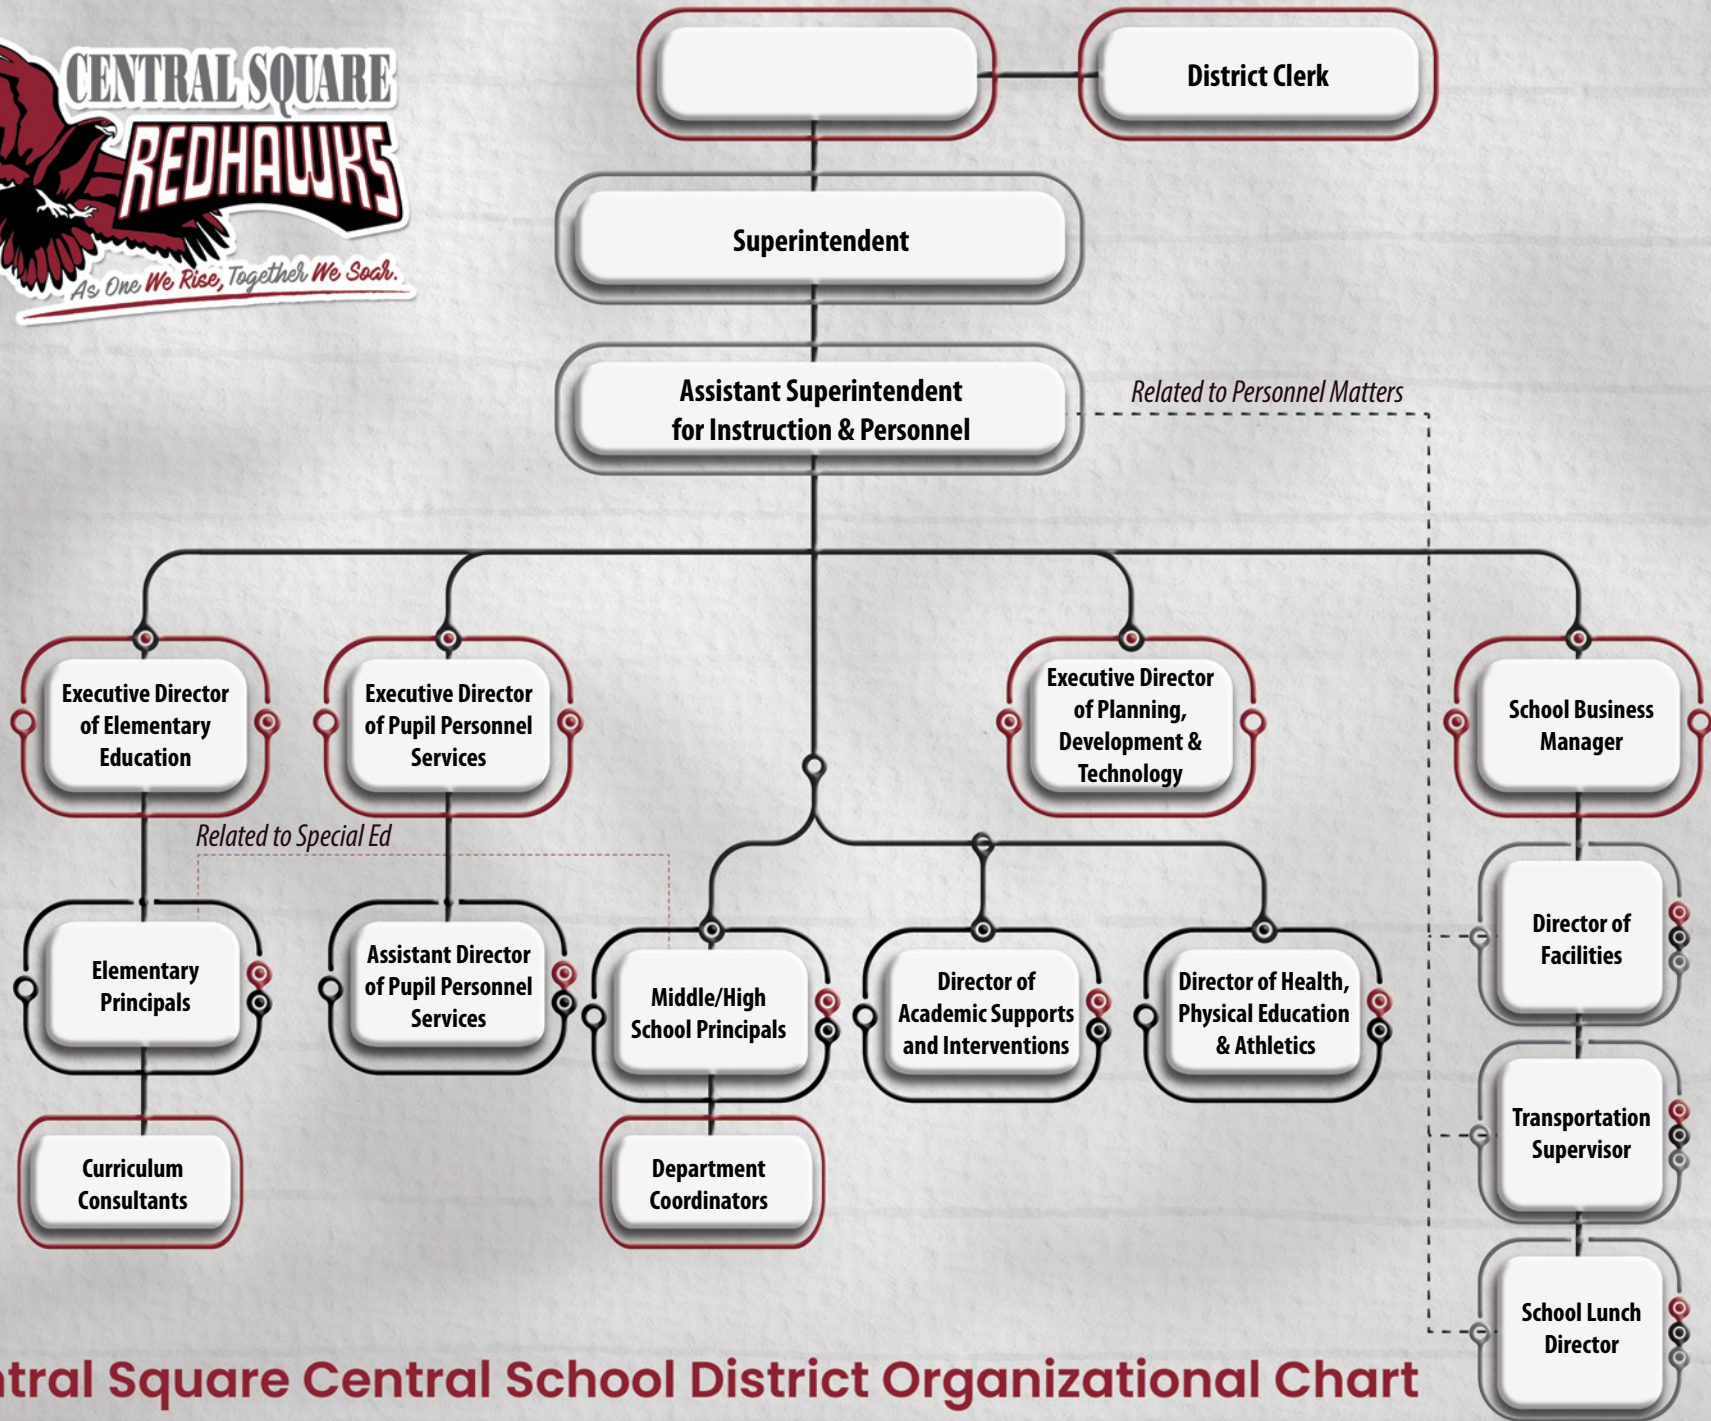 CENTRAL SQUARE
REDHAWKS
As One We Rise, Together We Soar.
District Clerk
Superintendent
Assistant Superintendent
for Instruction & Personnel
Related to Personnel Matters
Executive Director
of Elementary
Education
Executive Director
of Pupil Personnel
Services
Executive Director
of Planning,
Development &
Technology
School Business
Manager
Related to Special Ed
Elementary
Principals
Assistant Director
of Pupil Personnel
Services
Middle/High
School Principals
Director of
Academic Supports
and Interventions
Director of Health,
Physical Education
& Athletics
Director of
Facilities
Curriculum
Consultants
Department
Coordinators
Transportation
Supervisor
School Lunch
Director
ntral Square Central School District Organizational Chart